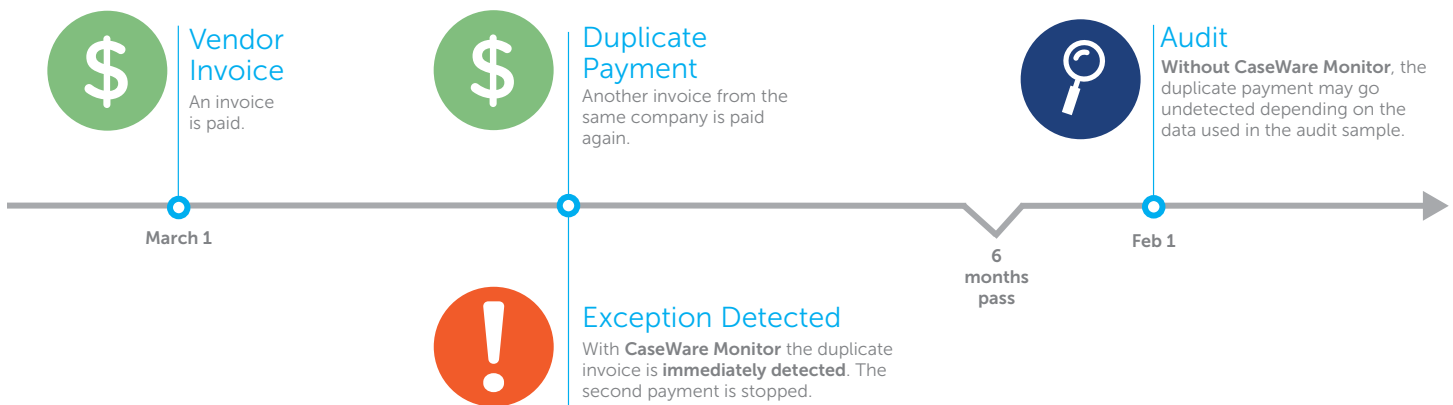 $
Vendor
Invoice
An invoice
is paid.
March 1
$
Duplicate
Payment
Another invoice from the
same company is paid
again.
!
Exception Detected
With CaseWare Monitor the duplicate
invoice is immediately detected. The
second payment is stopped.
6
months
pass
Audit
Without CaseWare Monitor, the
duplicate payment may go
undetected depending on the
data used in the audit sample.
Feb 1